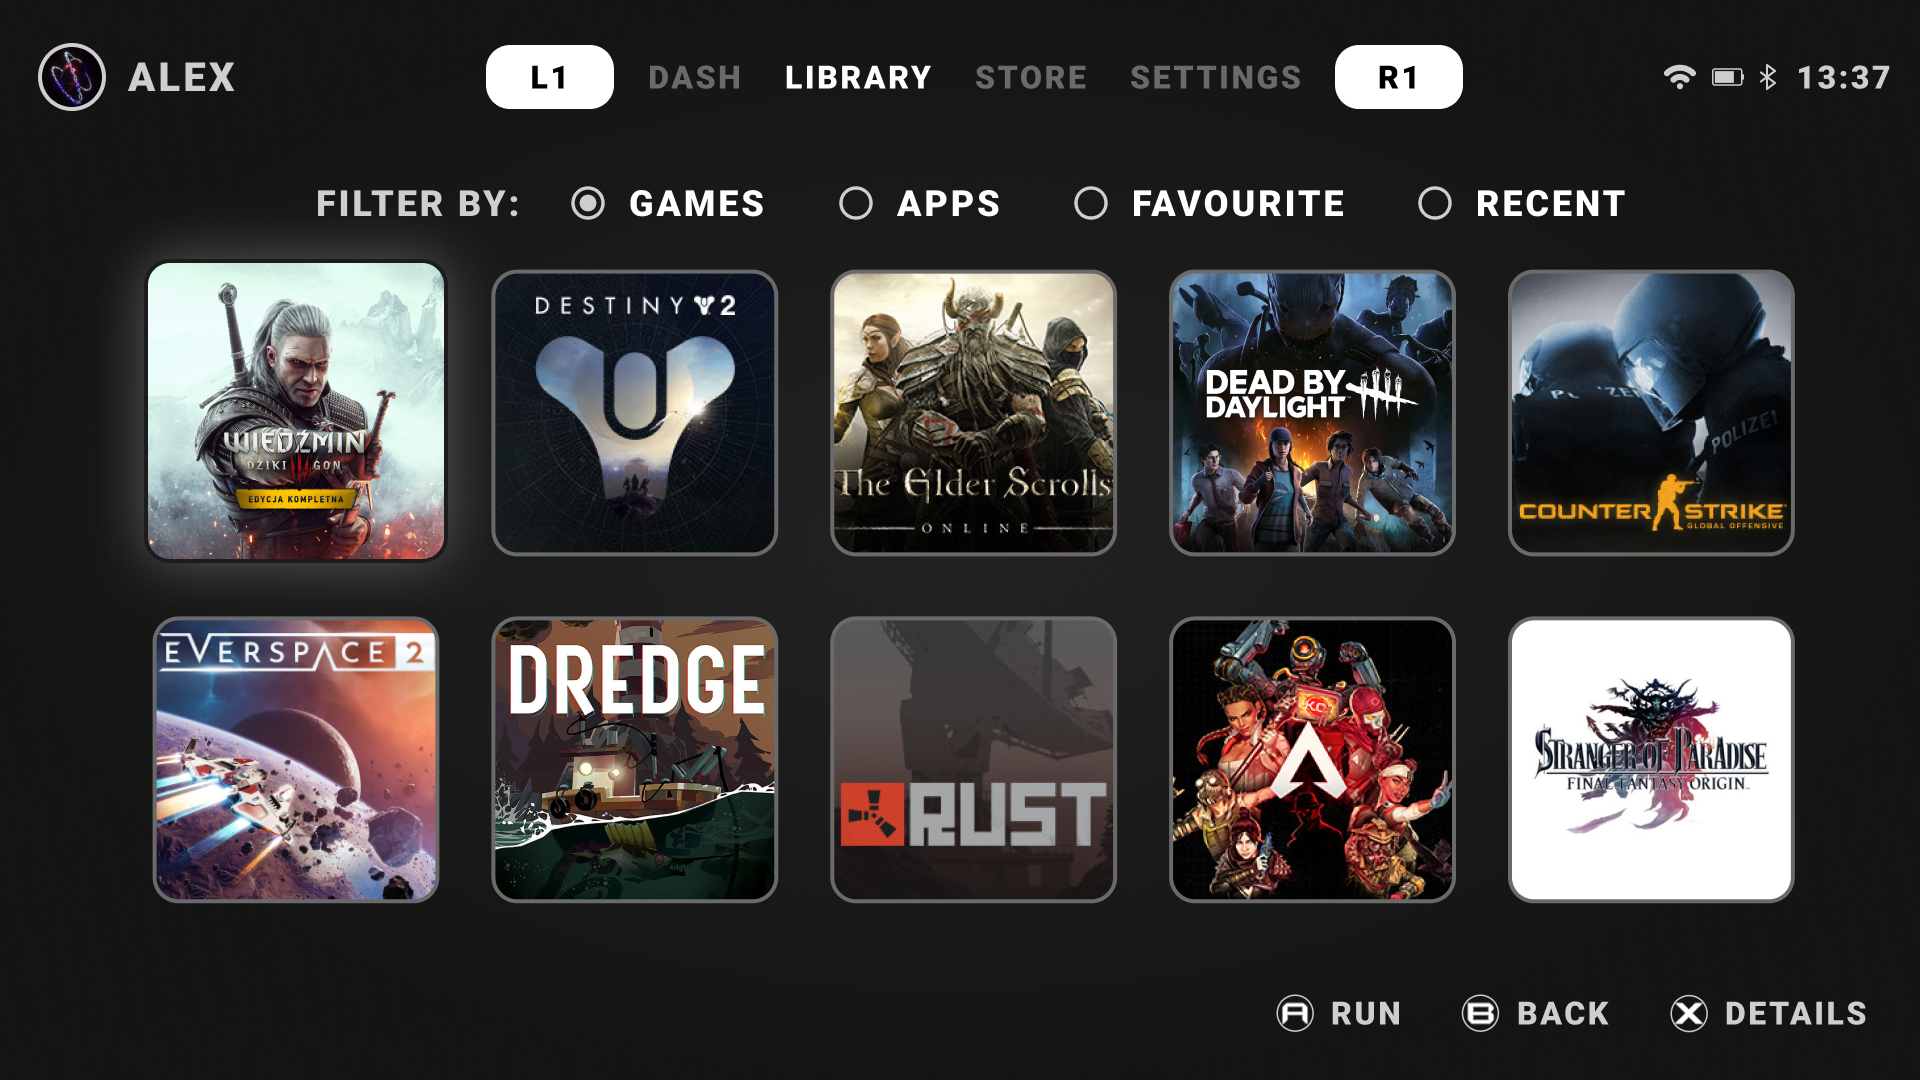 ALEX
L1 DASH LIBRARY STORE SETTINGS R1
13:37
FILTER BY: GAMES APPS FAVOURITE RECENT
WIEDŹMIN
DZIKI GON
EDYCJA KOMPLETNA
DESTINY 2
The Elder Scrolls
ONLINE
DEAD BY
DAYLIGHT
POLIZEI
COUNTER STRIKE
GLOBAL OFFENSIVE
EVERSPACE 2
DREDGE
RUST
STRANGER OF PARADISE
FINAL FANTASY ORIGIN
A RUN B BACK X DETAILS